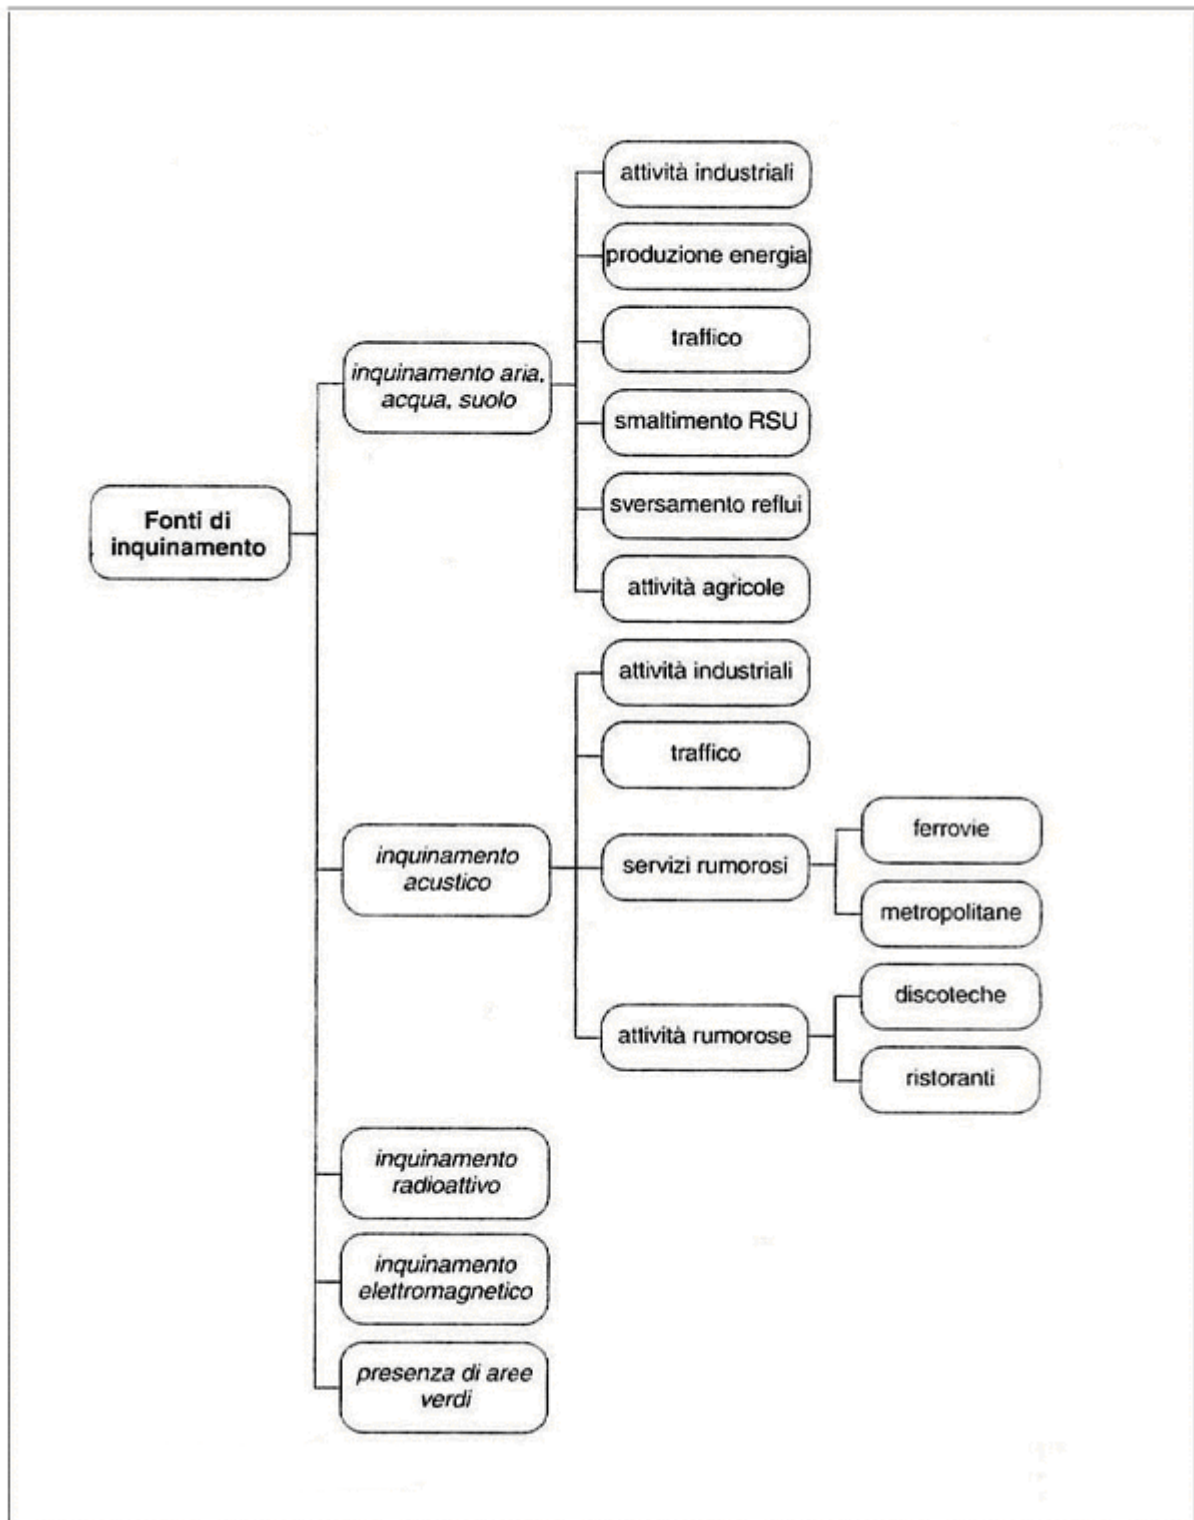 attività industriali
produzione energia
traffico
inquinamento aria,
acqua, suolo
smaltimento RSU
sversamento reflui
Fonti di
inquinamento
attività agricole
attività industriali
traffico
ferrovie
inquinamento
acustico
servizi rumorosi
metropolitane
discoteche
attività rumorose
ristoranti
inquinamento
radioattivo
inquinamento
elettromagnetico
presenza di aree
verdi